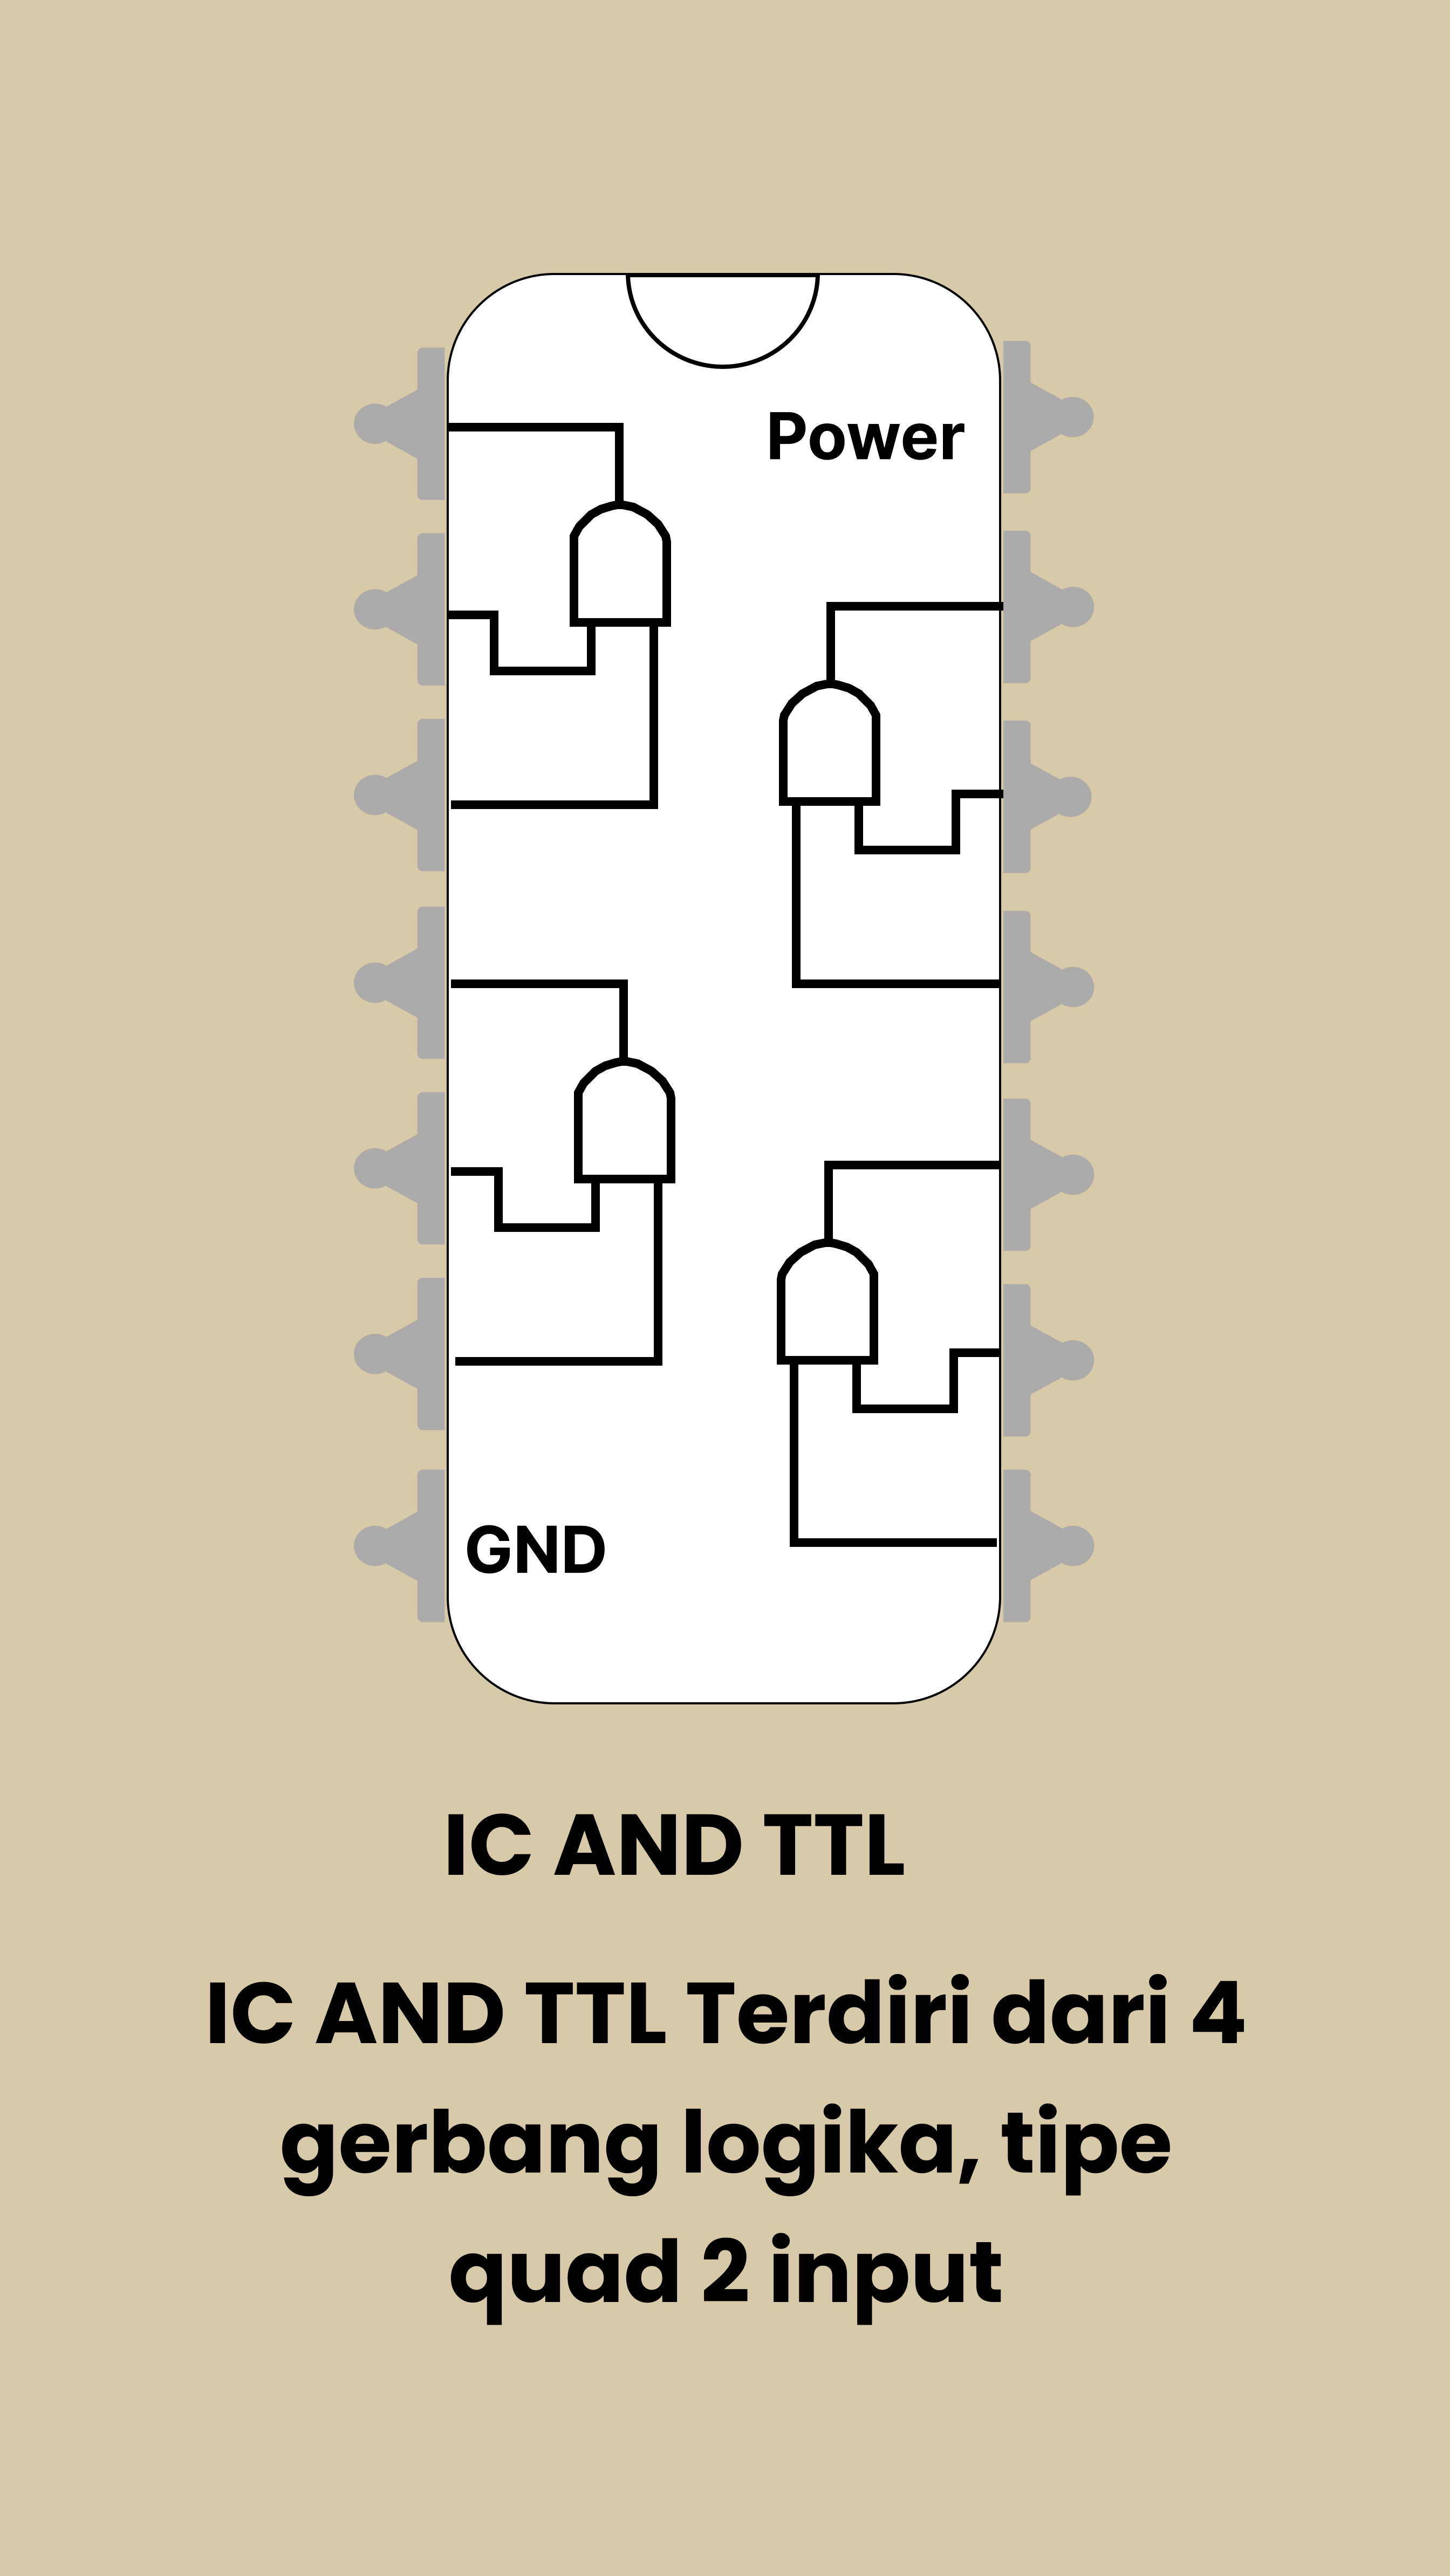 Power
GND
IC AND TTL
IC AND TTL Terdiri dari 4
gerbang logika, tipe
quad 2 input